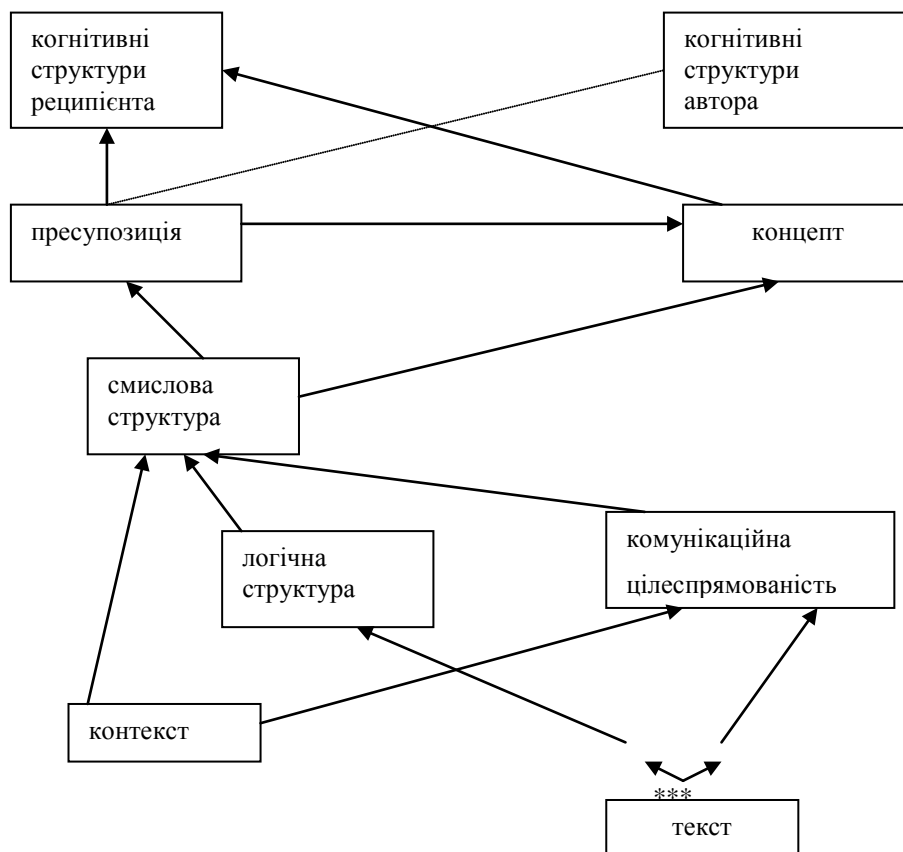 когнітивні
структури
реципієнта
когнітивні
структури
автора
пресупозиція
концепт
смислова
структура
логічна
структура
комунікаційна
цілеспрямованість
контекст
***
текст